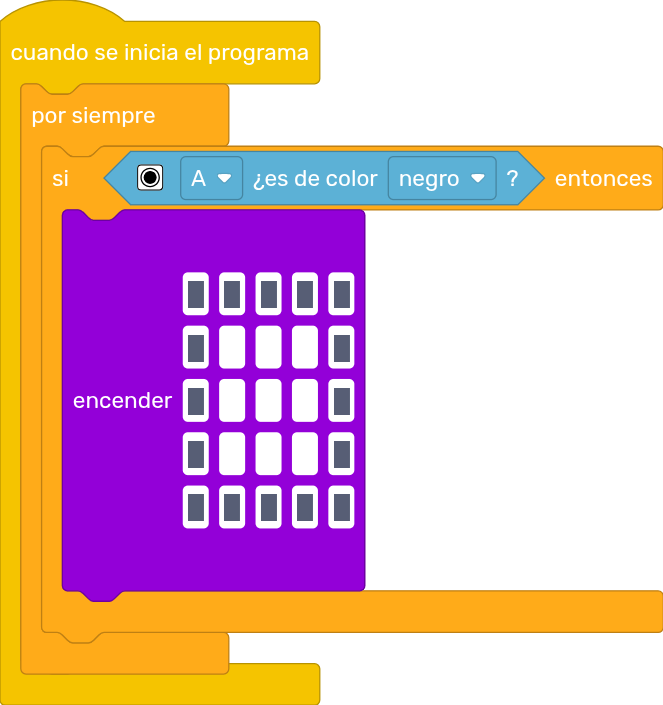 cuando se inicia el programa
por siempre
si A ¿es de color negro ? entonces
encender